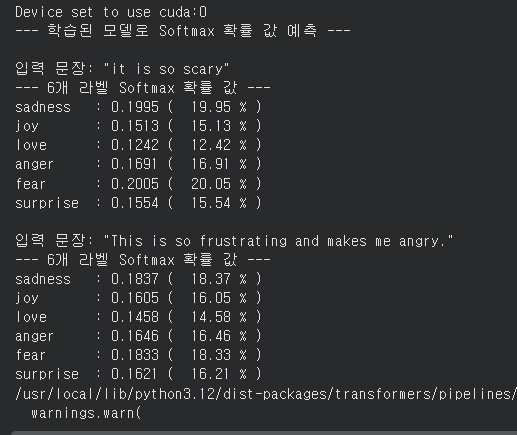 Device set to use cuda:0
--- 학습된 모델로 Softmax 확률 값 예측 ---
입력 문장: "it is so scary"
--- 6개 라벨 Softmax 확률 값 ---
sadness : 0.1995 ( 19.95 % )
joy : 0.1513 ( 15.13 % )
love : 0.1242 ( 12.42 % )
anger : 0.1691 ( 16.91 % )
fear : 0.2005 ( 20.05 % )
surprise : 0.1554 ( 15.54 % )
입력 문장: "This is so frustrating and makes me angry."
--- 6개 라벨 Softmax 확률 값 ---
sadness : 0.1837 ( 18.37 % )
joy : 0.1605 ( 16.05 % )
love : 0.1458 ( 14.58 % )
anger : 0.1646 ( 16.46 % )
fear : 0.1833 ( 18.33 % )
surprise : 0.1621 ( 16.21 % )
/usr/local/lib/python3.12/dist-packages/transformers/pipelines/
warnings.warn(